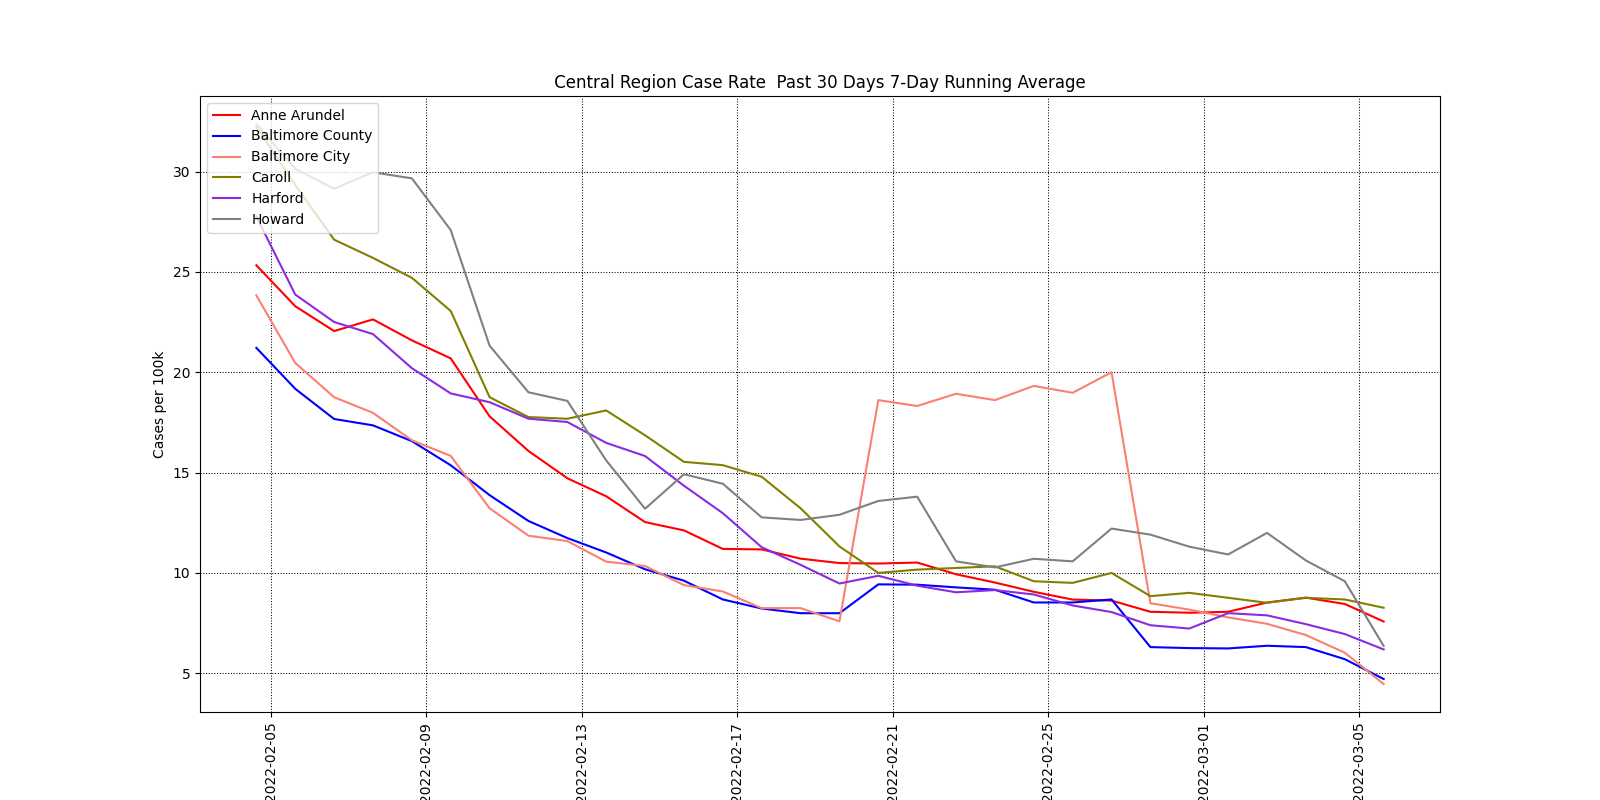 Central Region Case Rate  Past 30 Days 7-Day Running Average
Anne Arundel
Baltimore County
Baltimore City
Caroll
Harford
Howard
Cases per 100k
30
25
20
15
10
5
2022-02-05
2022-02-09
2022-02-13
2022-02-17
2022-02-21
2022-02-25
2022-03-01
2022-03-05